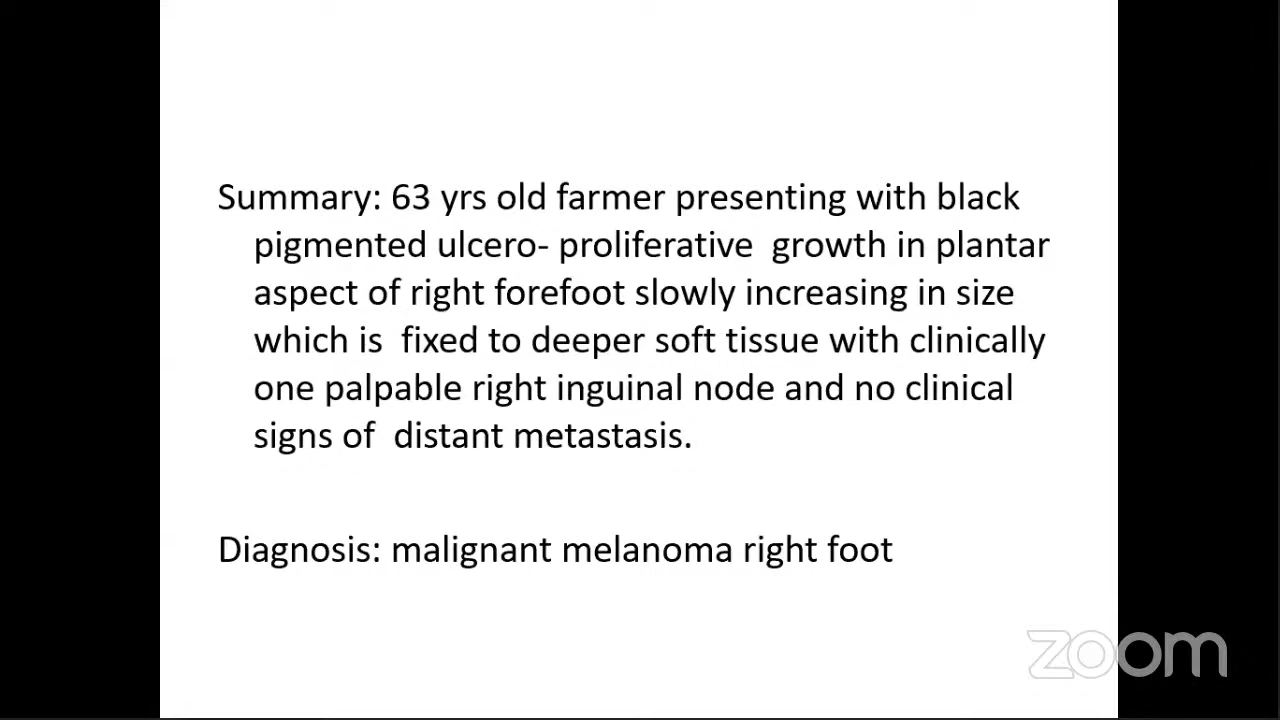 Summary: 63 yrs old farmer presenting with black
pigmented ulcero- proliferative  growth in plantar
aspect of right forefoot slowly increasing in size
which is  fixed to deeper soft tissue with clinically
one palpable right inguinal node and no clinical
signs of  distant metastasis.
Diagnosis: malignant melanoma right foot
zoom